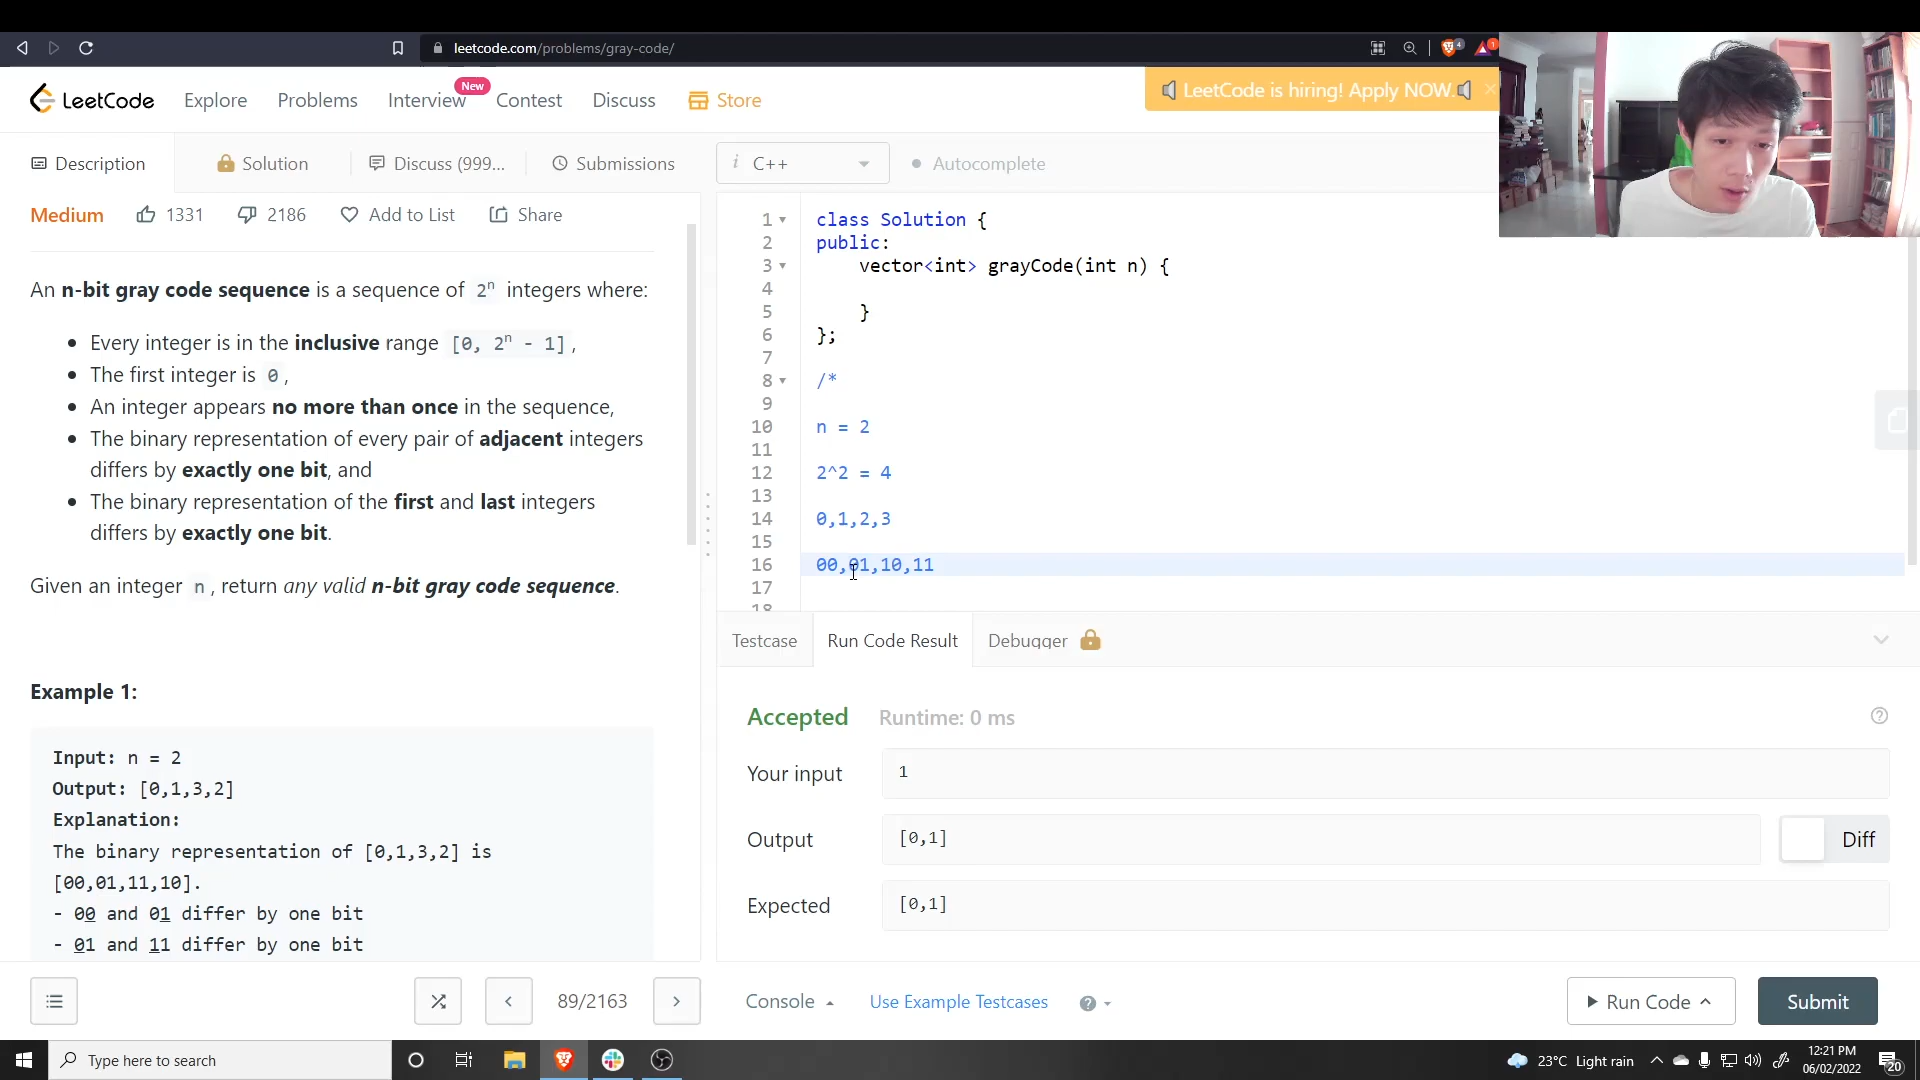 leetcode.com/problems/gray-code/
4
1
LeetCode
Explore
Problems
Interview
New
Contest
Discuss
Store
LeetCode is hiring! Apply NOW.
Description
Solution
Discuss (999...
Submissions
i C++
Autocomplete
Medium
1331
2186
Add to List
Share
An n-bit gray code sequence is a sequence of 2^n integers where:
• Every integer is in the inclusive range [0, 2^n - 1],
• The first integer is 0,
• An integer appears no more than once in the sequence,
• The binary representation of every pair of adjacent integers
differs by exactly one bit, and
• The binary representation of the first and last integers
differs by exactly one bit.
Given an integer n, return any valid n-bit gray code sequence.
Example 1:
Input: n = 2
Output: [0,1,3,2]
Explanation:
The binary representation of [0,1,3,2] is
[00,01,11,10].
- 00 and 01 differ by one bit
- 01 and 11 differ by one bit
1 class Solution {
2 public:
3 vector<int> grayCode(int n) {
4
5 }
6 };
7
8 /*
9
10 n = 2
11
12 2^2 = 4
13
14 0,1,2,3
15
16 00,01,10,11
17
18
Testcase
Run Code Result
Debugger
Accepted
Runtime: 0 ms
Your input
1
Output
[0,1]
Diff
Expected
[0,1]
89/2163
Console
Use Example Testcases
Run Code
Submit
Type here to search
23°C Light rain
12:21 PM
06/02/2022
20